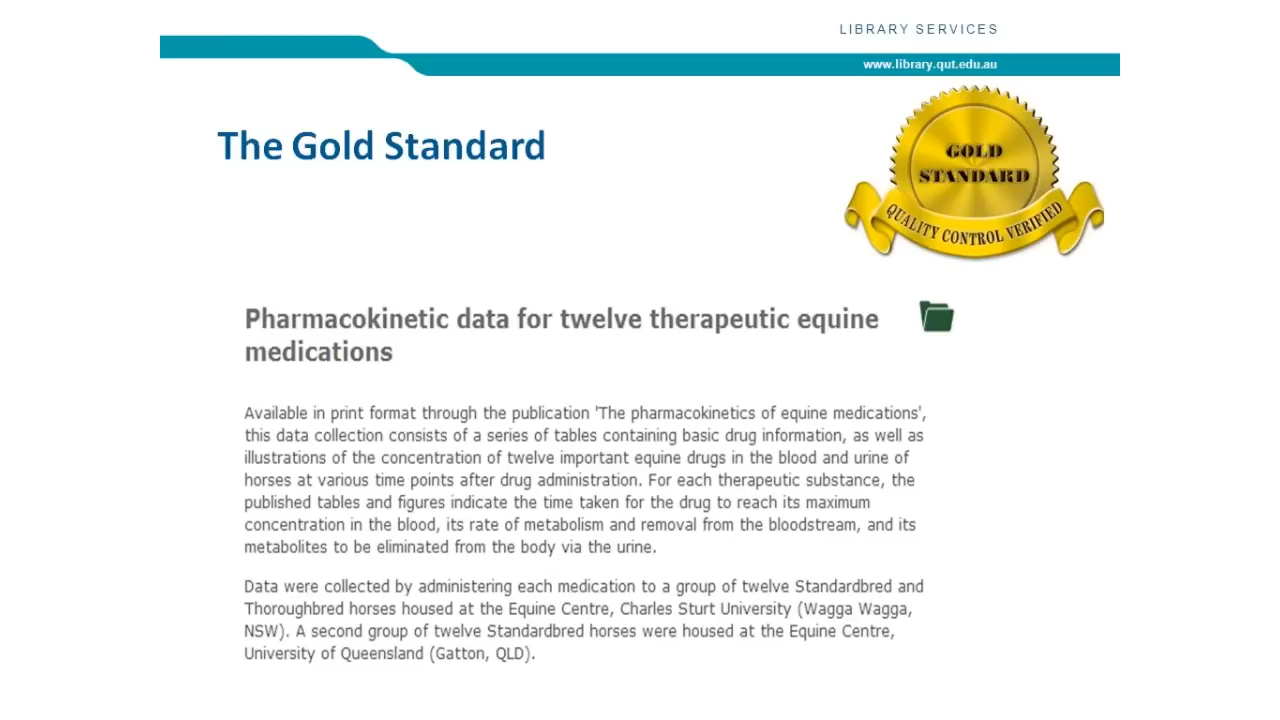 LIBRARY SERVICES
www.library.qut.edu.au
The Gold Standard
GOLD
STANDARD
QUALITY CONTROL VERIFIED
Pharmacokinetic data for twelve therapeutic equine
medications
Available in print format through the publication 'The pharmacokinetics of equine medications',
this data collection consists of a series of tables containing basic drug information, as well as
illustrations of the concentration of twelve important equine drugs in the blood and urine of
horses at various time points after drug administration. For each therapeutic substance, the
published tables and figures indicate the time taken for the drug to reach its maximum
concentration in the blood, its rate of metabolism and removal from the bloodstream, and its
metabolites to be eliminated from the body via the urine.
Data were collected by administering each medication to a group of twelve Standardbred and
Thoroughbred horses housed at the Equine Centre, Charles Sturt University (Wagga Wagga,
NSW). A second group of twelve Standardbred horses were housed at the Equine Centre,
University of Queensland (Gatton, QLD).